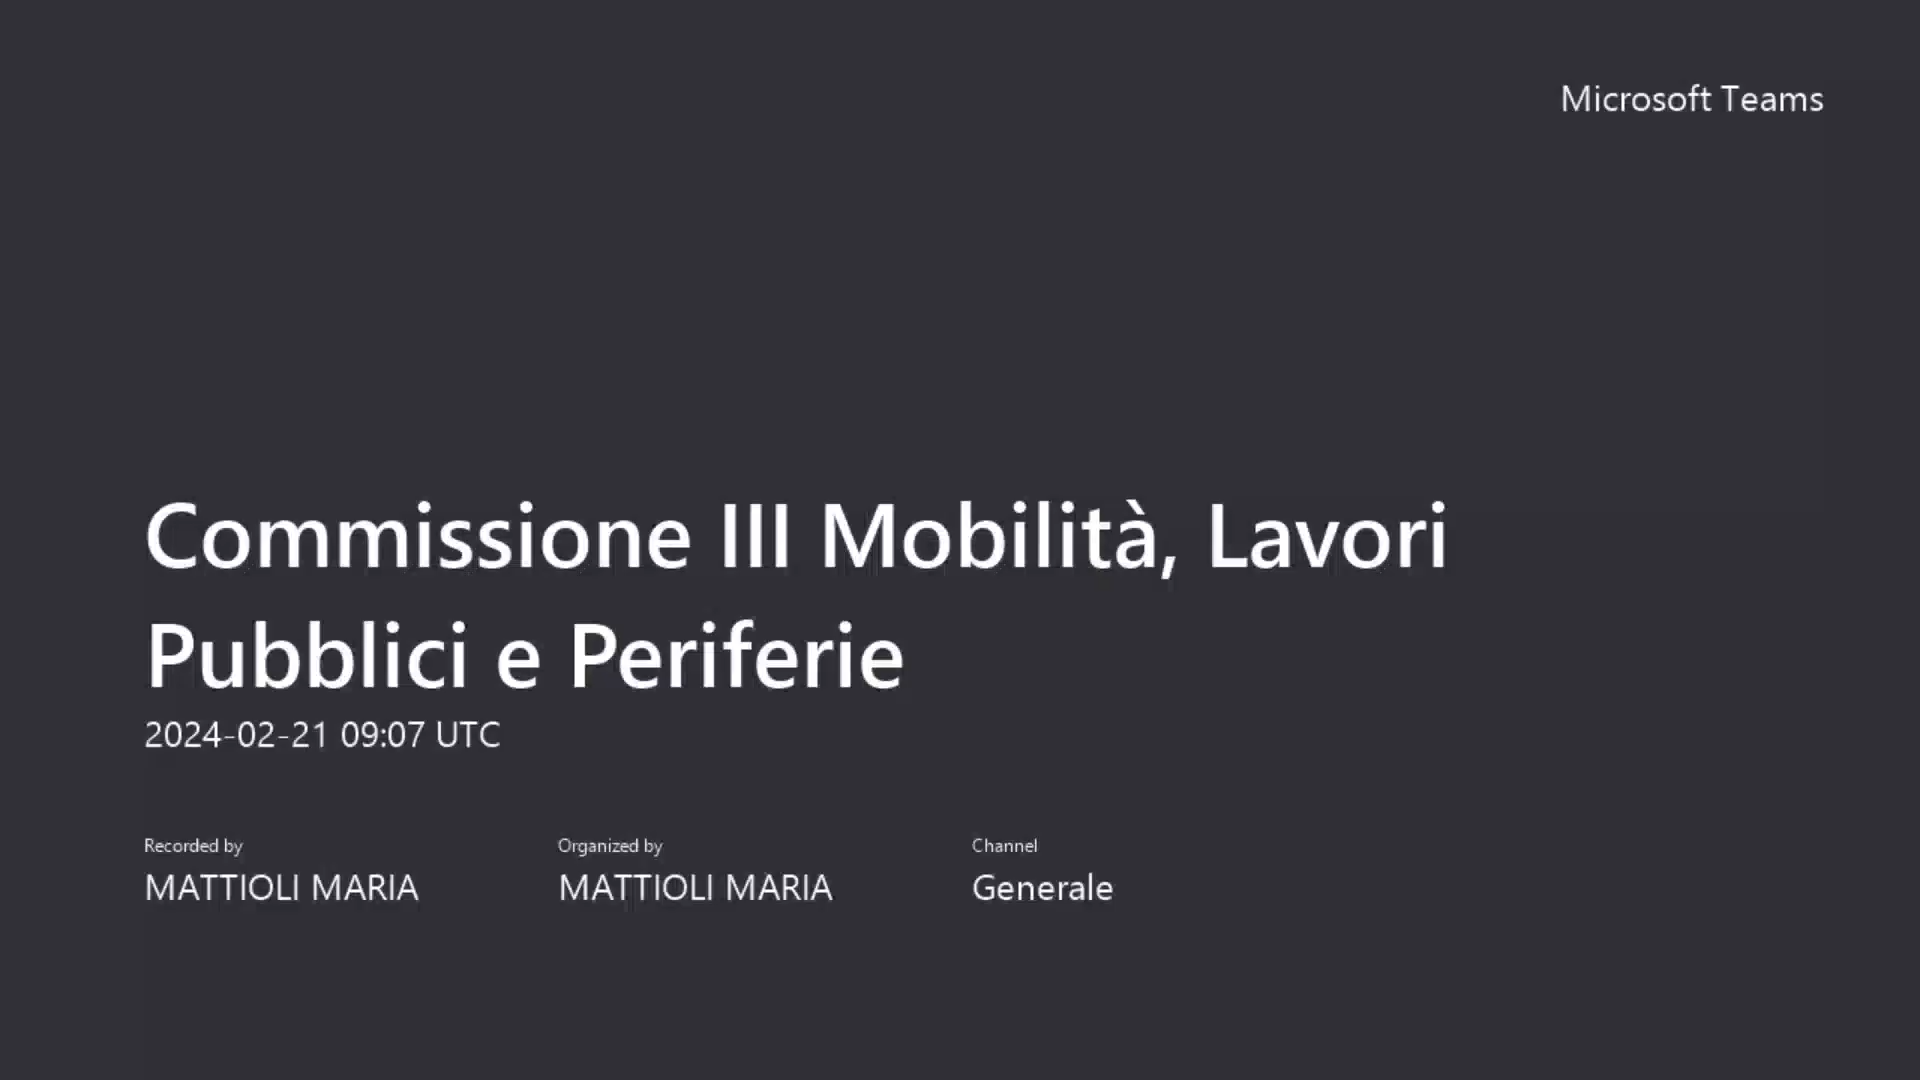 Microsoft Teams
Commissione III Mobilità, Lavori
Pubblici e Periferie
2024-02-21 09:07 UTC
Recorded by
MATTIOLI MARIA
Organized by
MATTIOLI MARIA
Channel
Generale